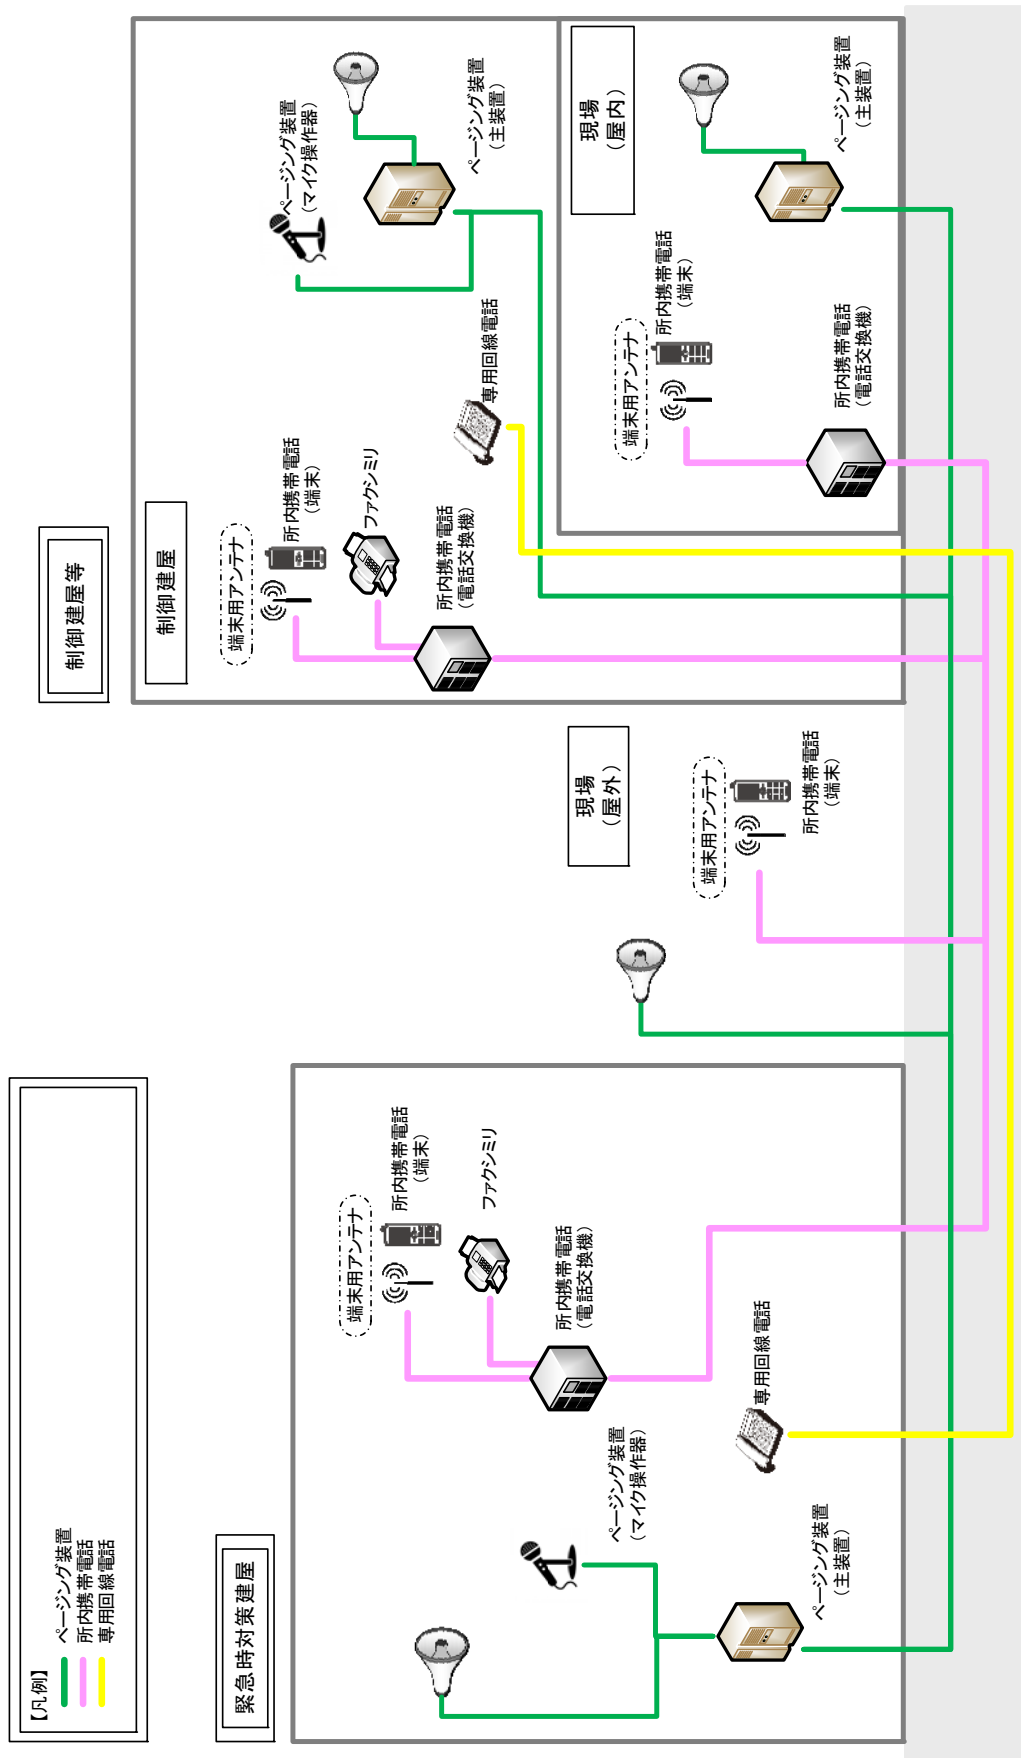 【凡例】
ページング装置
所内携帯電話
専用回線電話
緊急時対策建屋
ページング装置
（マイク操作器）
ページング装置
（主装置）
端末用アンテナ
所内携帯電話
（端末）
ファクシミリ
所内携帯電話
（電話交換機）
専用回線電話
現場
（屋外）
端末用アンテナ
所内携帯電話
（端末）
制御建屋等
制御建屋
端末用アンテナ
所内携帯電話
（端末）
ファクシミリ
所内携帯電話
（電話交換機）
専用回線電話
ページング装置
（マイク操作器）
ページング装置
（主装置）
現場
（屋内）
端末用アンテナ
所内携帯電話
（端末）
所内携帯電話
（電話交換機）
ページング装置
（主装置）